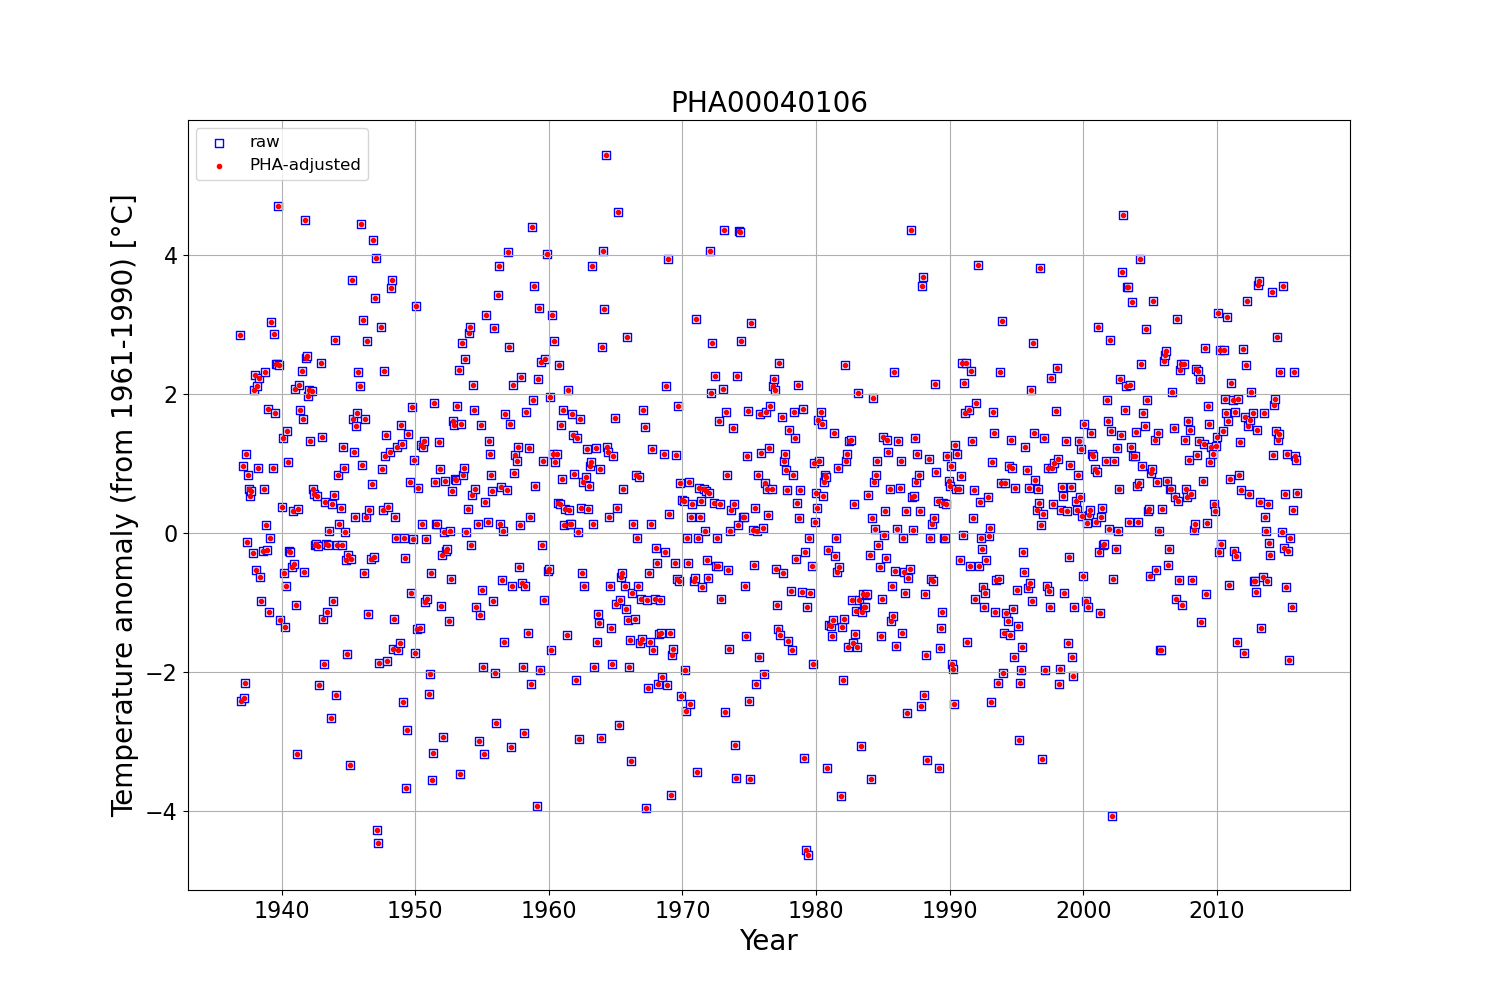 PHA00040106
raw
PHA-adjusted
Temperature anomaly (from 1961-1990) [°C]
4
2
0
−2
−4
1940 1950 1960 1970 1980 1990 2000 2010
Year